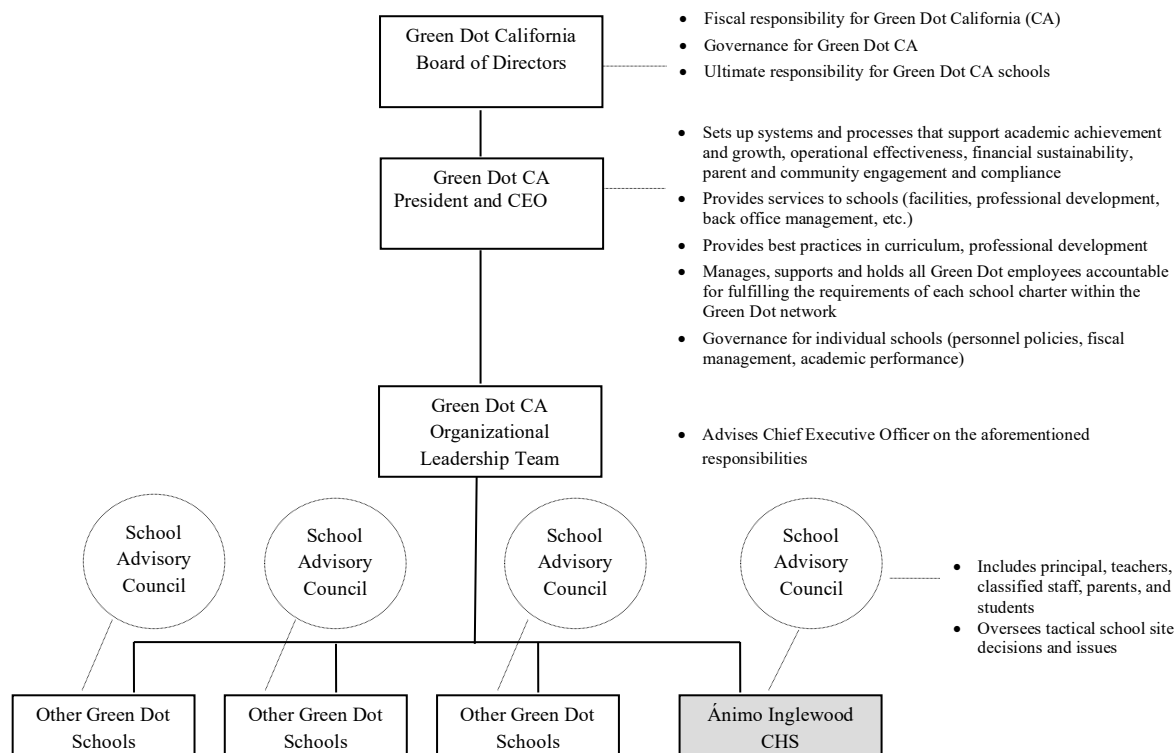 Green Dot California
Board of Directors
• Fiscal responsibility for Green Dot California (CA)
• Governance for Green Dot CA
• Ultimate responsibility for Green Dot CA schools
Green Dot CA
President and CEO
• Sets up systems and processes that support academic achievement
and growth, operational effectiveness, financial sustainability,
parent and community engagement and compliance
• Provides services to schools (facilities, professional development,
back office management, etc.)
• Provides best practices in curriculum, professional development
• Manages, supports and holds all Green Dot employees accountable
for fulfilling the requirements of each school charter within the
Green Dot network
• Governance for individual schools (personnel policies, fiscal
management, academic performance)
Green Dot CA
Organizational
Leadership Team
• Advises Chief Executive Officer on the aforementioned
responsibilities
School
Advisory
Council
School
Advisory
Council
School
Advisory
Council
School
Advisory
Council
• Includes principal, teachers,
classified staff, parents, and
students
• Oversees tactical school site
decisions and issues
Other Green Dot
Schools
Other Green Dot
Schools
Other Green Dot
Schools
Ánimo Inglewood
CHS